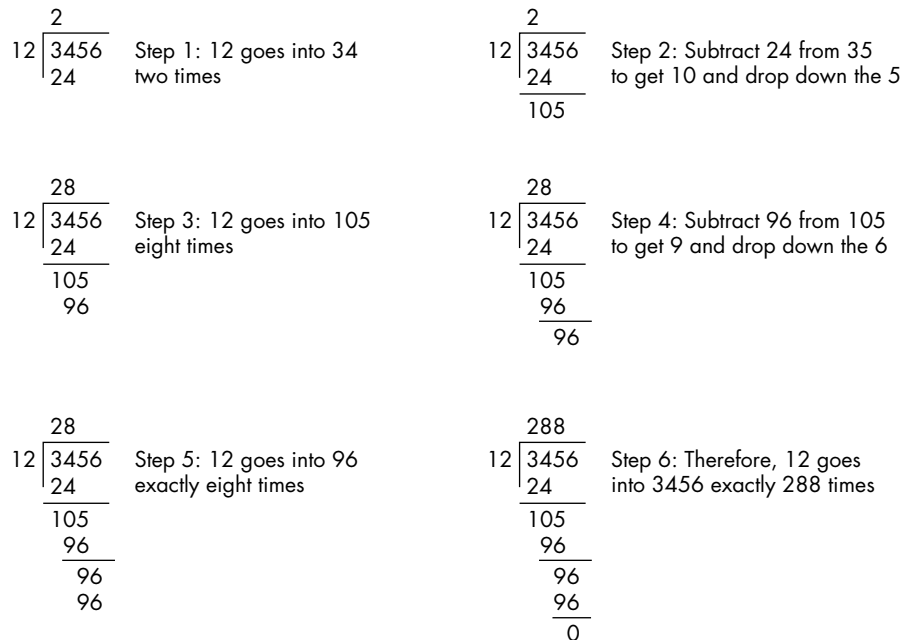 2
12 3456
24
Step 1: 12 goes into 34
two times
2
12 3456
24
105
Step 2: Subtract 24 from 35
to get 10 and drop down the 5
28
12 3456
24
105
96
Step 3: 12 goes into 105
eight times
28
12 3456
24
105
96
96
Step 4: Subtract 96 from 105
to get 9 and drop down the 6
28
12 3456
24
105
96
96
96
Step 5: 12 goes into 96
exactly eight times
288
12 3456
24
105
96
96
96
0
Step 6: Therefore, 12 goes
into 3456 exactly 288 times